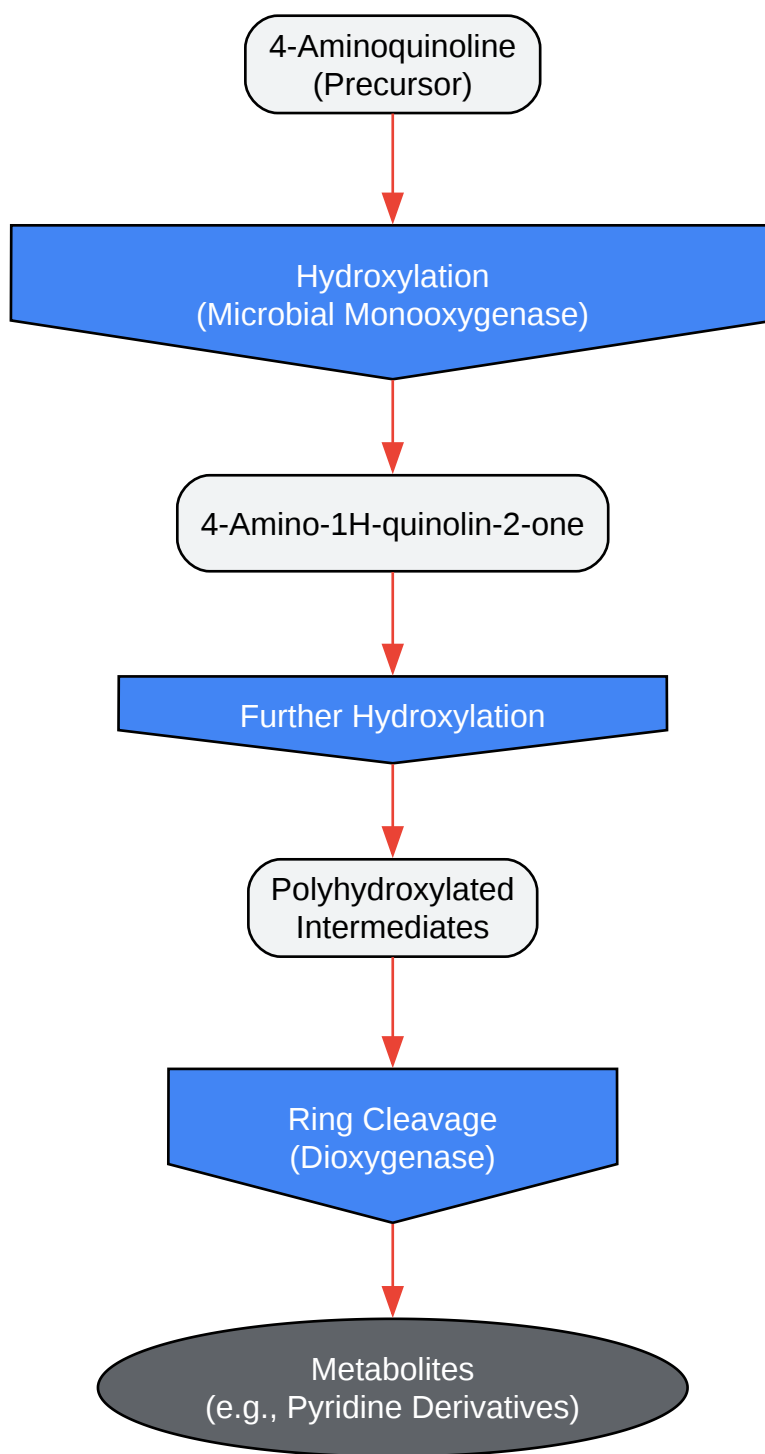 4-Aminoquinoline
(Precursor)
Hydroxylation
(Microbial Monooxygenase)
4-Amino-1H-quinolin-2-one
Further Hydroxylation
Polyhydroxylated
Intermediates
Ring Cleavage
(Dioxygenase)
Metabolites
(e.g., Pyridine Derivatives)